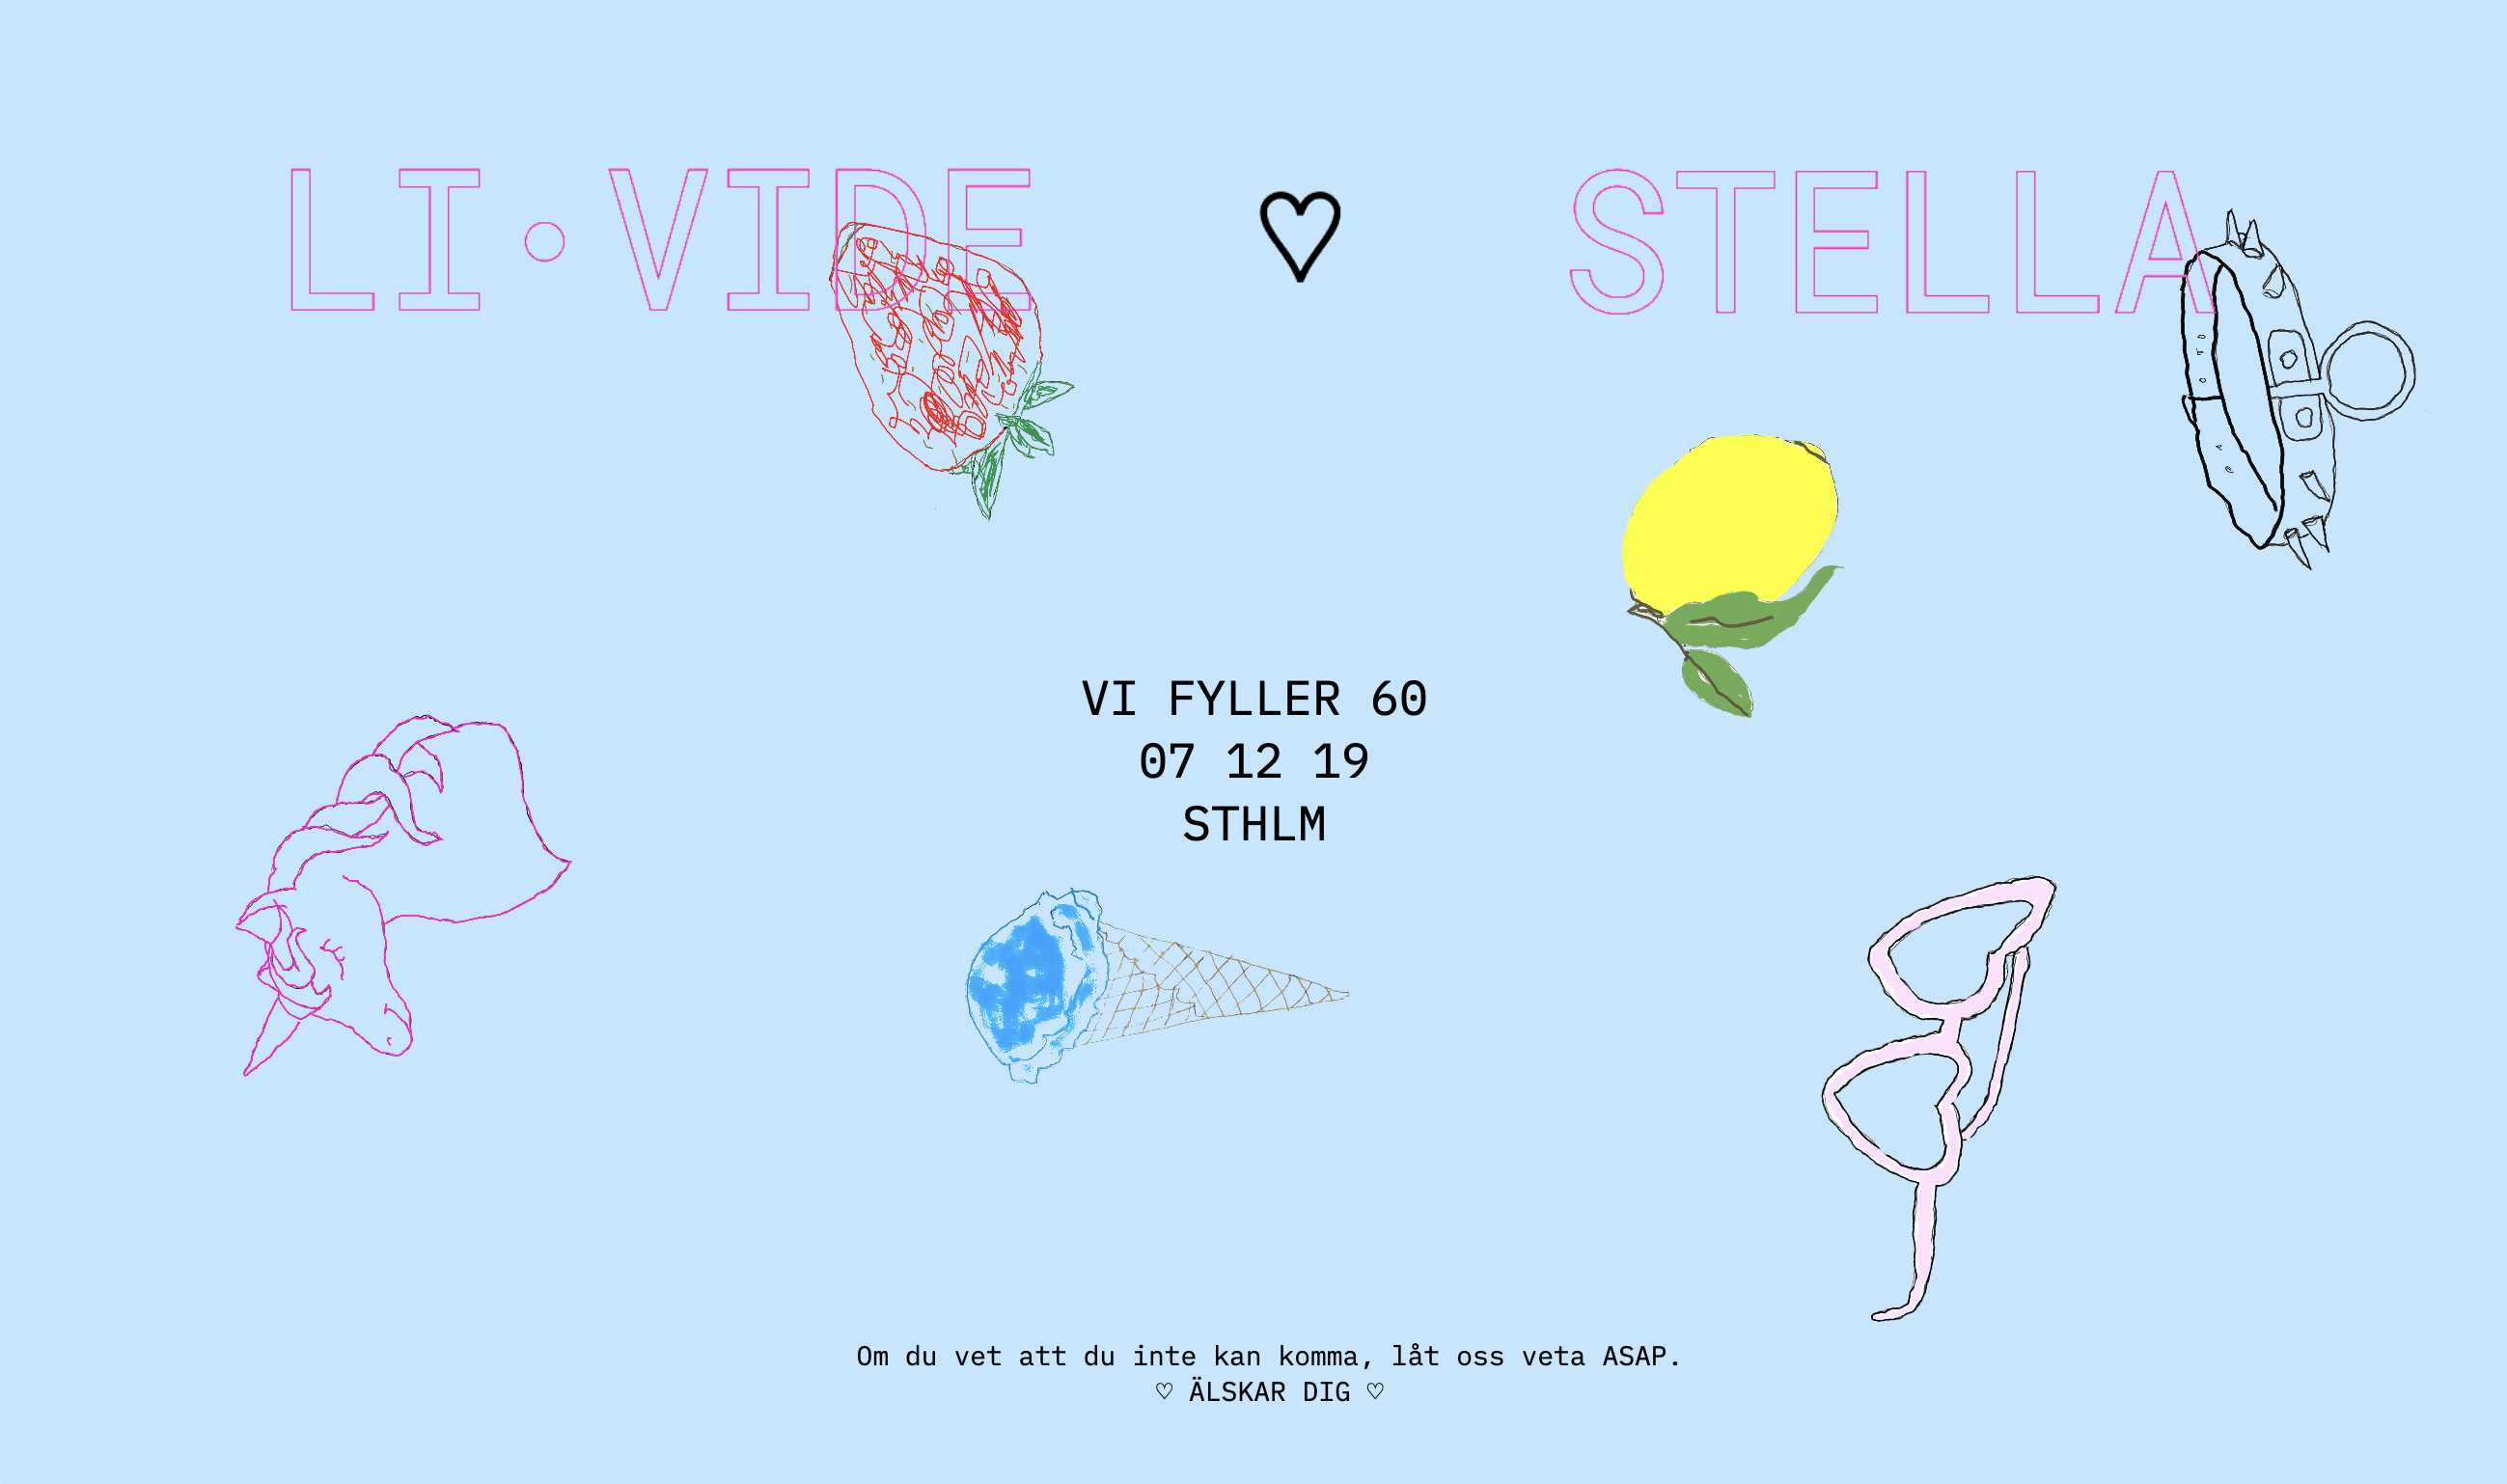 LI·VIDE ♡ STELLA
VI FYLLER 60
07 12 19
STHLM
Om du vet att du inte kan komma, låt oss veta ASAP.
♡ ÄLSKAR DIG ♡